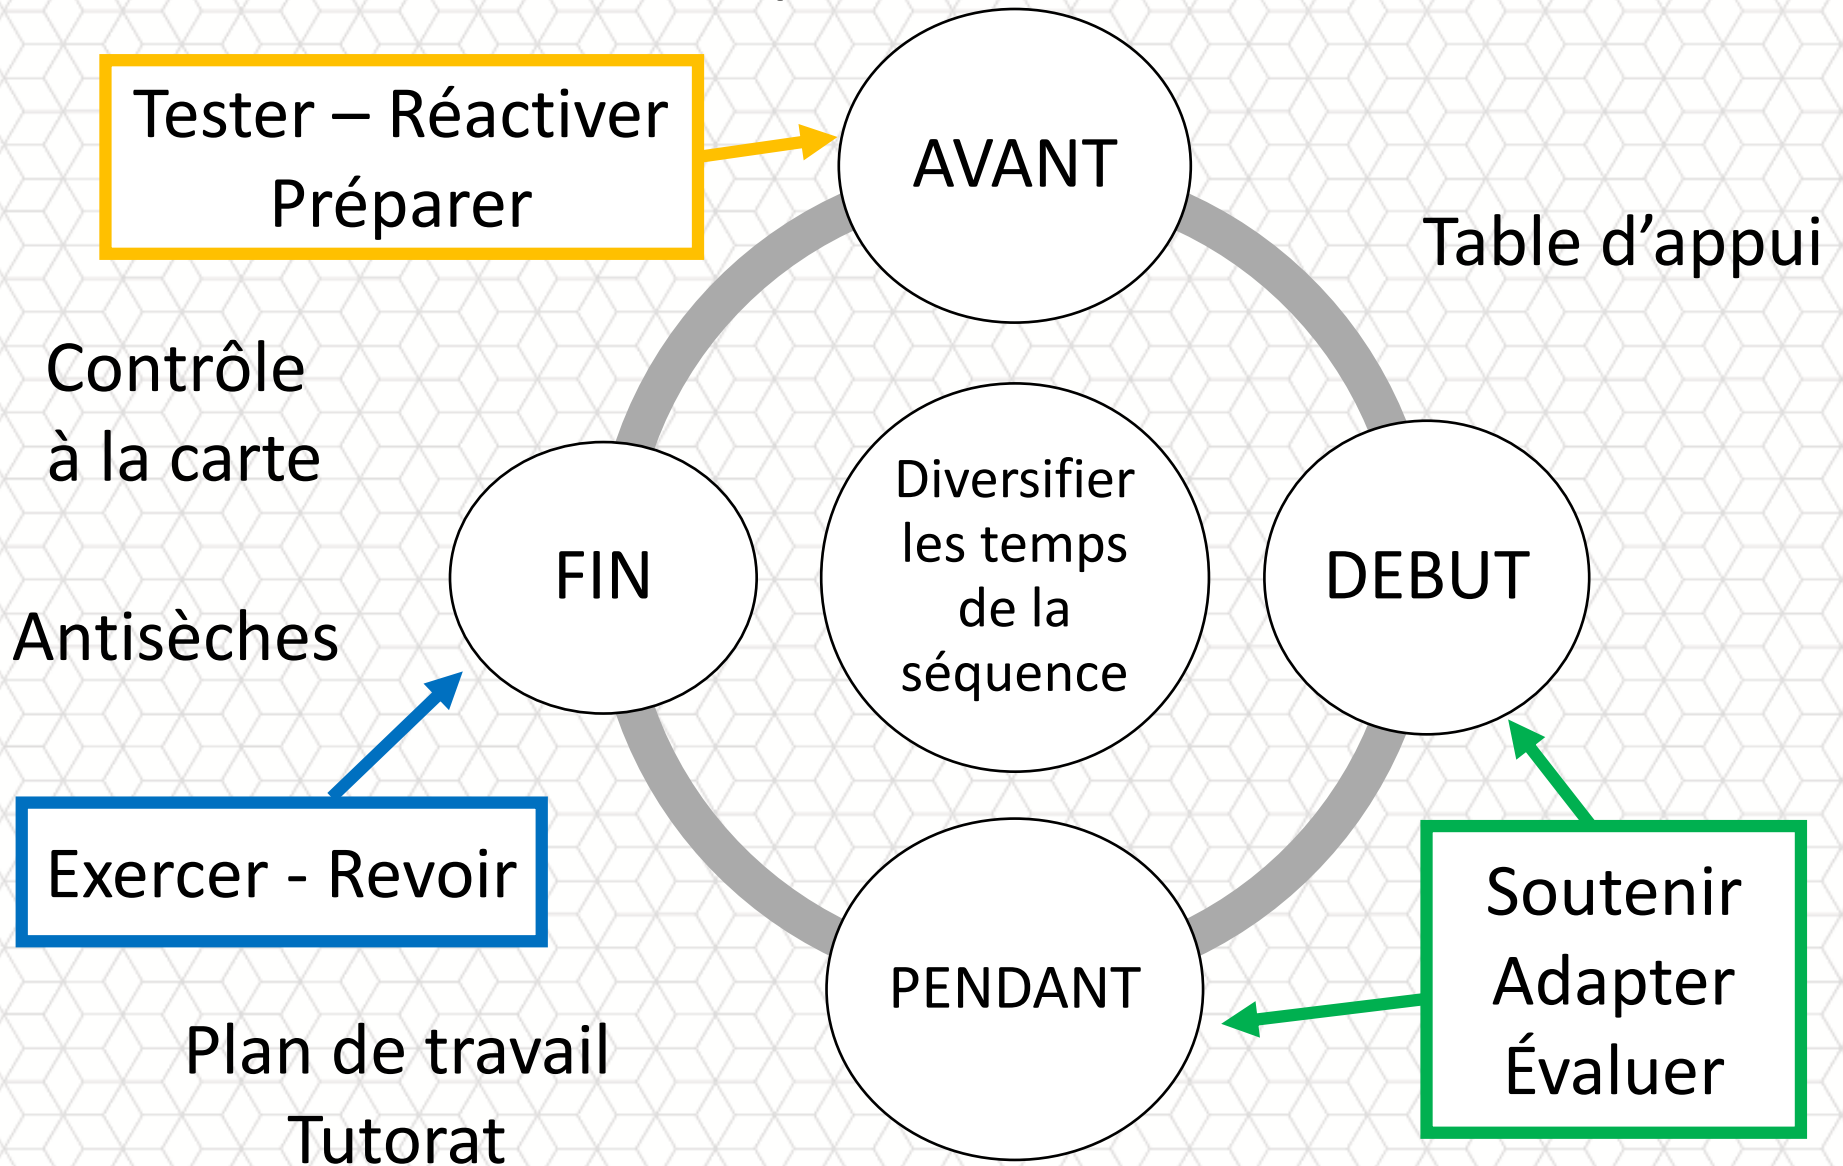 Tester – Réactiver
Préparer
AVANT
Table d’appui
Contrôle
à la carte
Diversifier
les temps
de la
séquence
FIN
DEBUT
Antisèches
Exercer - Revoir
PENDANT
Soutenir
Adapter
Évaluer
Plan de travail
Tutorat